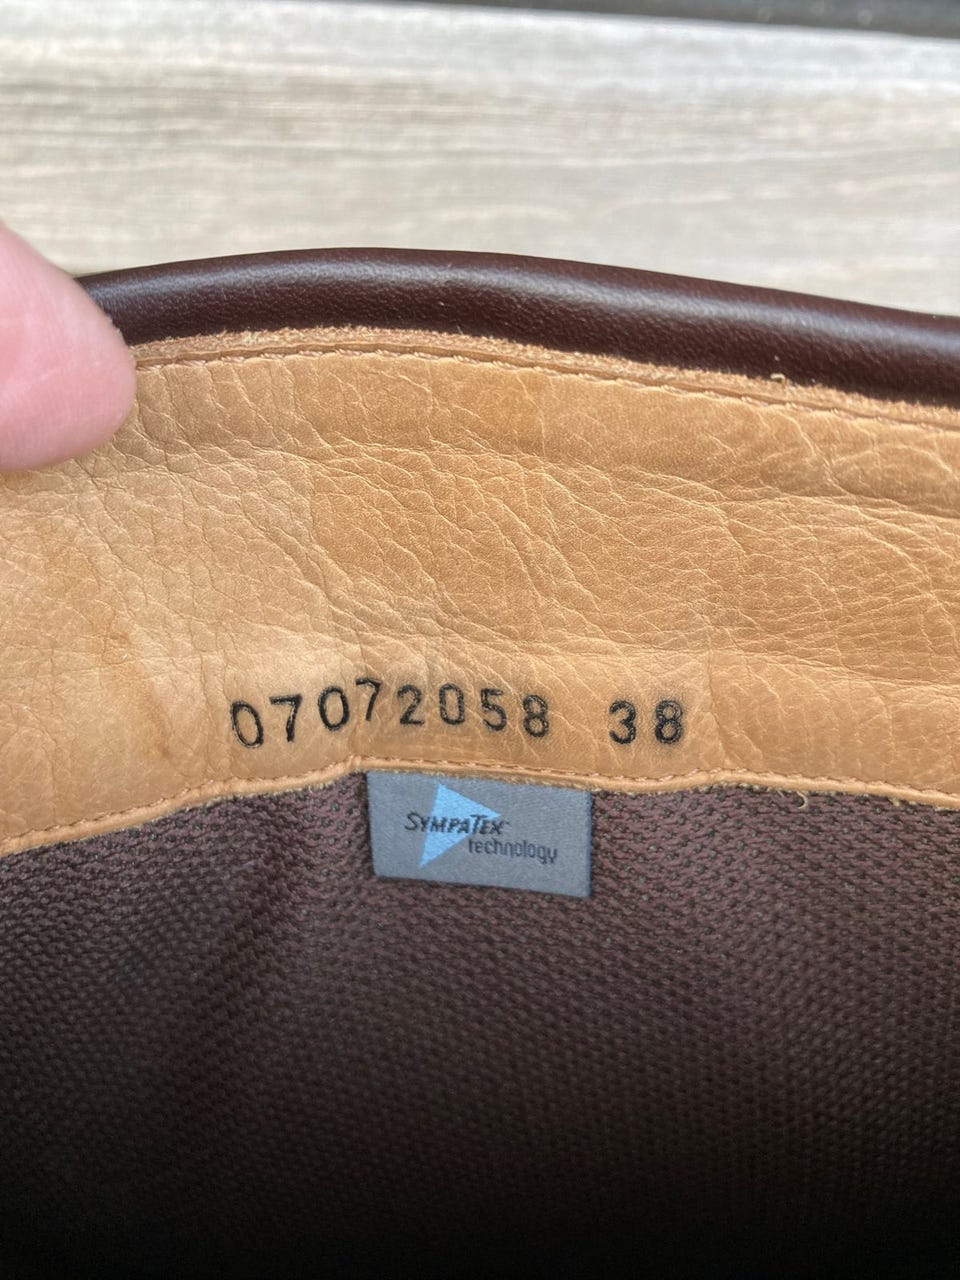 07072058 38
SYMPATEX
technology